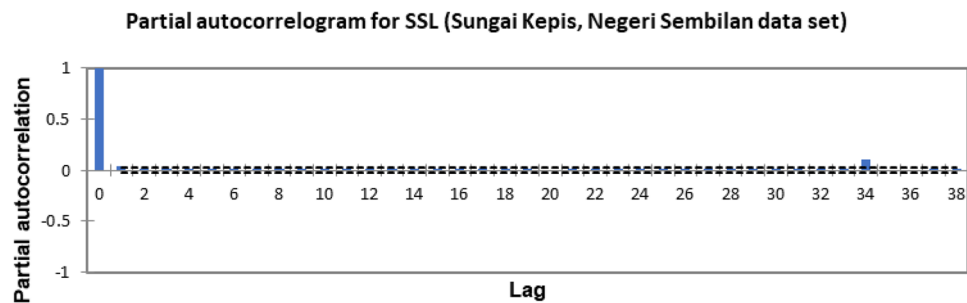 Partial autocorrelogram for SSL (Sungai Kepis, Negeri Sembilan data set)
Partial autocorrelation
1
0.5
0
-0.5
-1
0 2 4 6 8 10 12 14 16 18 20 22 24 26 28 30 32 34 36 38
Lag